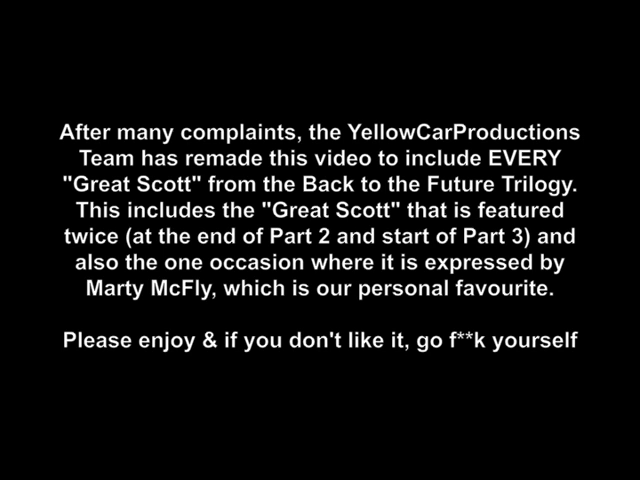 After many complaints, the YellowCarProductions
Team has remade this video to include EVERY
"Great Scott" from the Back to the Future Trilogy.
This includes the "Great Scott" that is featured
twice (at the end of Part 2 and start of Part 3) and
also the one occasion where it is expressed by
Marty McFly, which is our personal favourite.
Please enjoy & if you don't like it, go f**k yourself